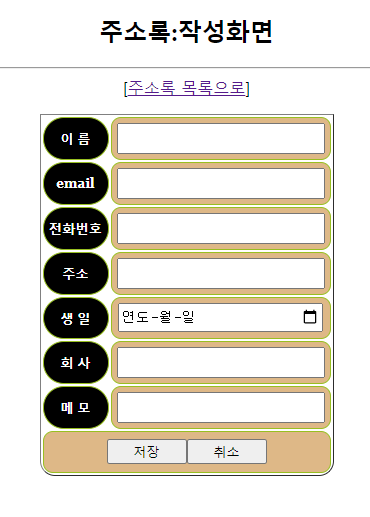 주소록:작성화면
[주소록 목록으로]
이 름
email
전화번호
주소
생 일 연도-월-일
회 사
메 모
저장 취소